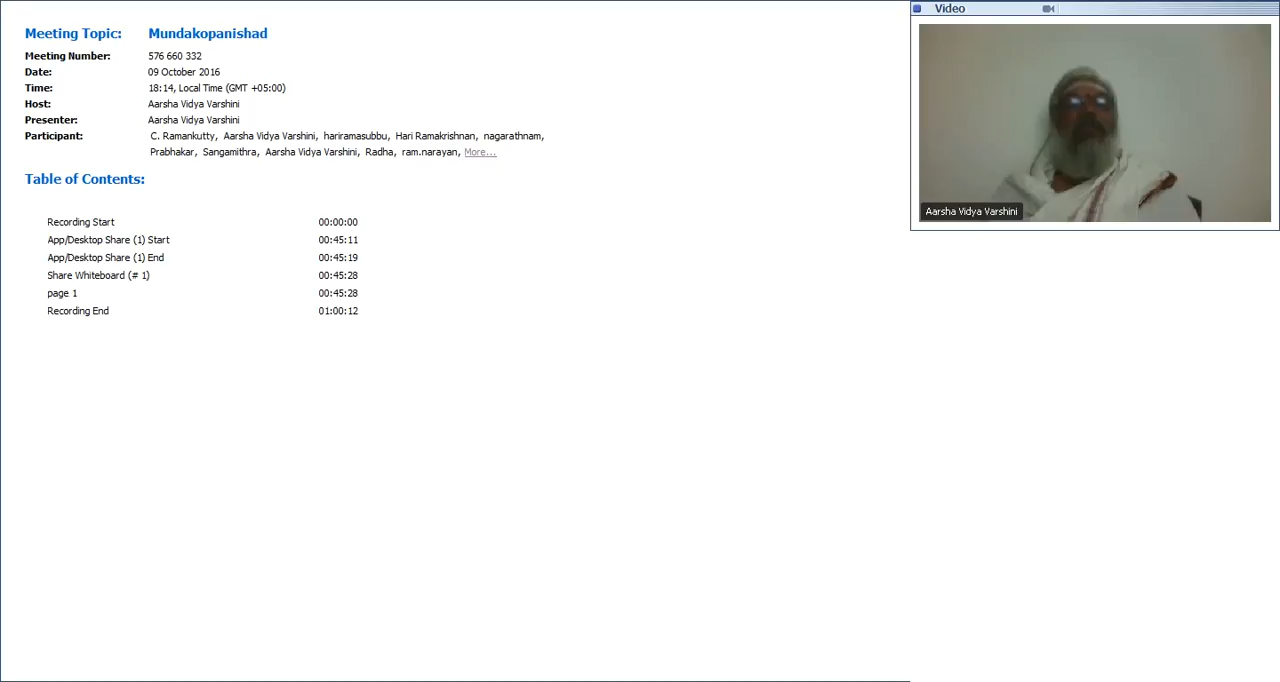 Meeting Topic: Mundakopanishad
Meeting Number: 576 660 332
Date: 09 October 2016
Time: 18:14, Local Time (GMT +05:00)
Host: Aarsha Vidya Varshini
Presenter: Aarsha Vidya Varshini
Participant: C. Ramankutty, Aarsha Vidya Varshini, hariramasubbu, Hari Ramakrishnan, nagarathnam,
Prabhakar, Sangamithra, Aarsha Vidya Varshini, Radha, ram.narayan, More...
Table of Contents:
Recording Start 00:00:00
App/Desktop Share (1) Start 00:45:11
App/Desktop Share (1) End 00:45:19
Share Whiteboard (# 1) 00:45:28
page 1 00:45:28
Recording End 01:00:12
Video
Aarsha Vidya Varshini